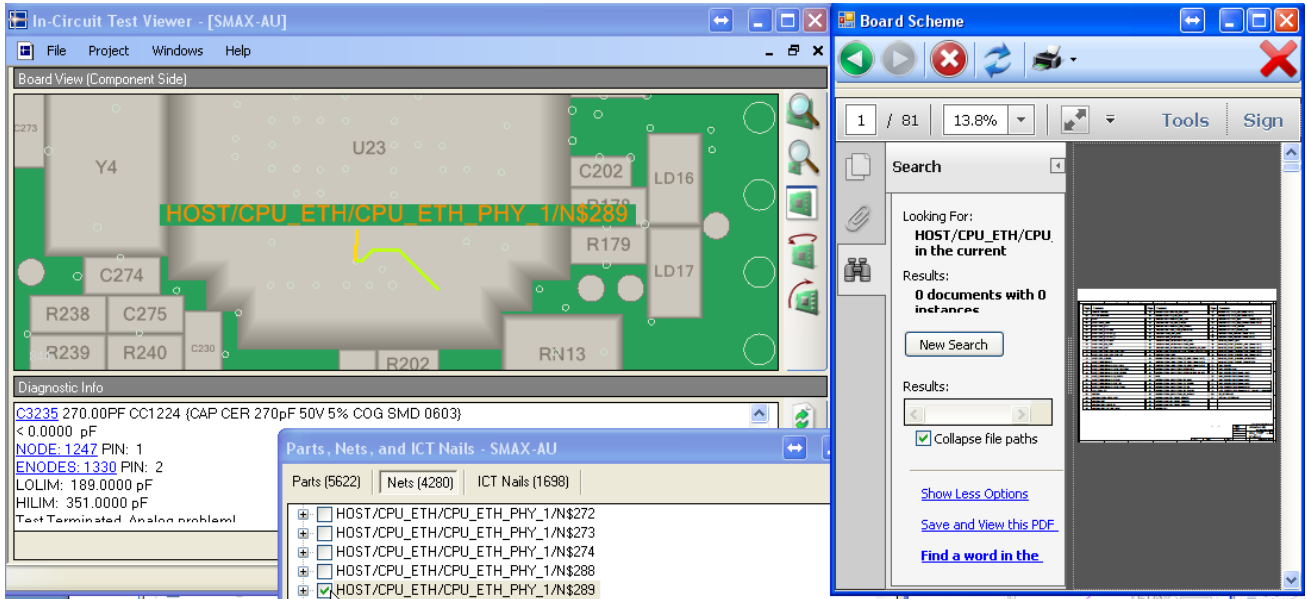 In-Circuit Test Viewer - [SMAX-AU]
File Project Windows Help
Board View (Component Side)
C273
Y4
U23
C202
LD16
R178
HOST/CPU_ETH/CPU_ETH_PHY_1/N$289
R179
LD17
C274
R238
C275
R239
R240
C230
R202
RN13
Diagnostic Info
C3235 270.00PF CC1224 {CAP CER 270pF 50V 5% COG SMD 0603}
< 0.0000 pF
NODE: 1247 PIN: 1
ENODES: 1330 PIN: 2
LOLIM: 189.0000 pF
HILIM: 351.0000 pF
Test Terminated. Analog problem!
Parts, Nets, and ICT Nails - SMAX-AU
Parts (5622) Nets (4280) ICT Nails (1698)
HOST/CPU_ETH/CPU_ETH_PHY_1/N$272
HOST/CPU_ETH/CPU_ETH_PHY_1/N$273
HOST/CPU_ETH/CPU_ETH_PHY_1/N$274
HOST/CPU_ETH/CPU_ETH_PHY_1/N$288
HOST/CPU_ETH/CPU_ETH_PHY_1/N$289
Board Scheme
1 / 81 13.8% Tools Sign
Search
Looking For:
HOST/CPU_ETH/CPU_
in the current
Results:
0 documents with 0
instances
New Search
Results:
Collapse file paths
Show Less Options
Save and View this PDF
Find a word in the